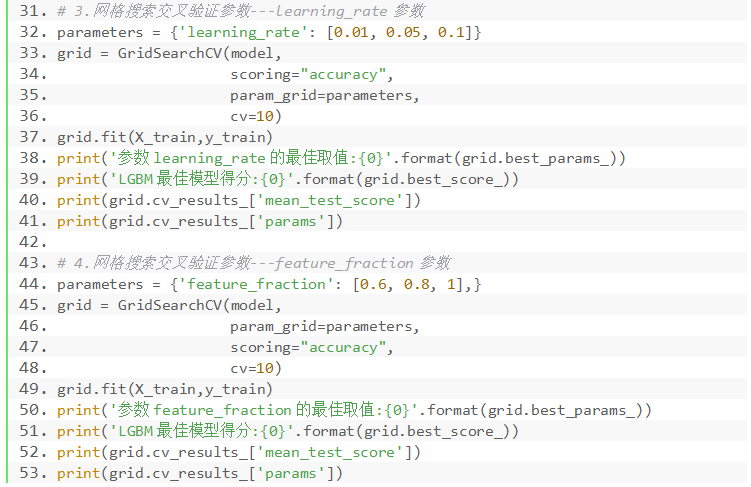 31. # 3.网格搜索交叉验证参数---learning_rate 参数
32. parameters = {'learning_rate': [0.01, 0.05, 0.1]}
33. grid = GridSearchCV(model,
34.                     scoring="accuracy",
35.                     param_grid=parameters,
36.                     cv=10)
37. grid.fit(X_train,y_train)
38. print('参数 learning_rate 的最佳取值:{0}'.format(grid.best_params_))
39. print('LGBM 最佳模型得分:{0}'.format(grid.best_score_))
40. print(grid.cv_results_['mean_test_score'])
41. print(grid.cv_results_['params'])
42.
43. # 4.网格搜索交叉验证参数---feature_fraction 参数
44. parameters = {'feature_fraction': [0.6, 0.8, 1],}
45. grid = GridSearchCV(model,
46.                     param_grid=parameters,
47.                     scoring="accuracy",
48.                     cv=10)
49. grid.fit(X_train,y_train)
50. print('参数 feature_fraction 的最佳取值:{0}'.format(grid.best_params_))
51. print('LGBM 最佳模型得分:{0}'.format(grid.best_score_))
52. print(grid.cv_results_['mean_test_score'])
53. print(grid.cv_results_['params'])